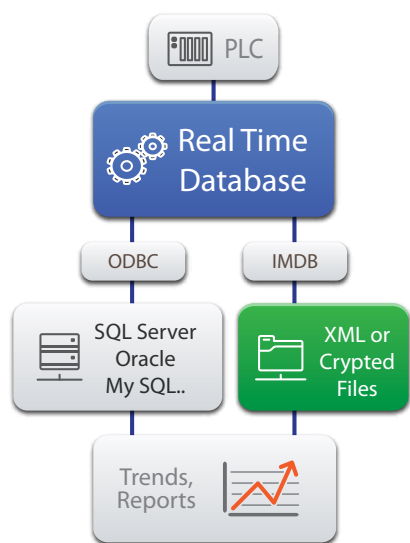 PLC
Real Time
Database
ODBC
IMDB
SQL Server
Oracle
My SQL..
XML or
Crypted
Files
Trends,
Reports